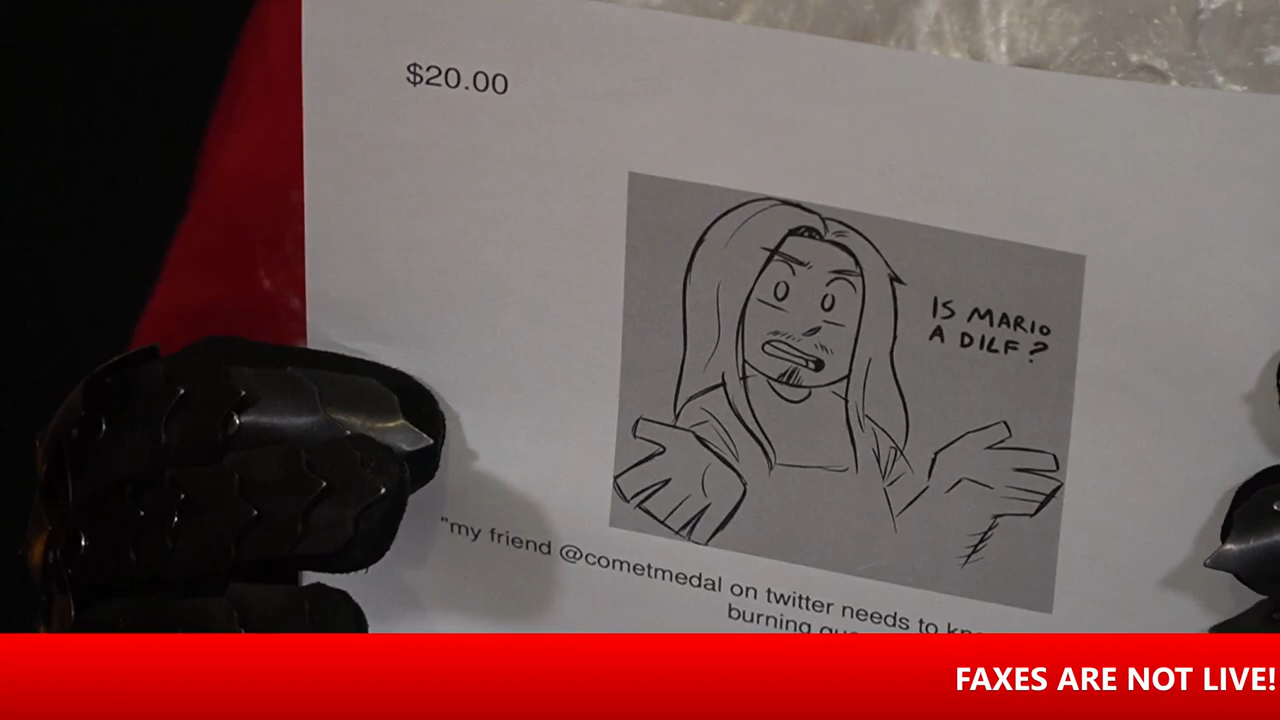 $20.00
IS MARIO
A DILF?
"my friend @cometmedal on twitter needs to
burning
FAXES ARE NOT LIVE!